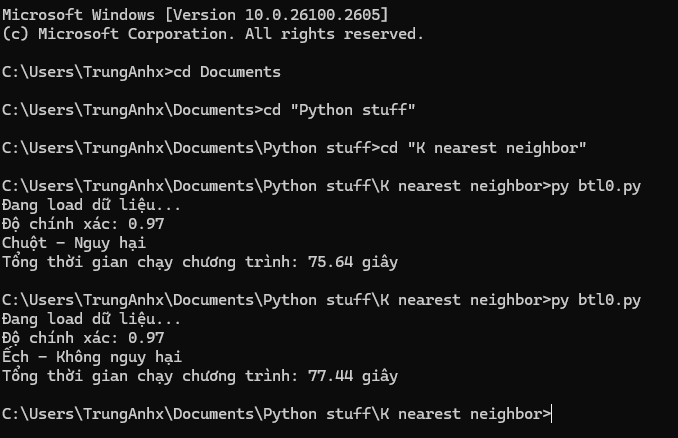 Microsoft Windows [Version 10.0.26100.2605]
(c) Microsoft Corporation. All rights reserved.
C:\Users\TrungAnhx>cd Documents
C:\Users\TrungAnhx\Documents>cd "Python stuff"
C:\Users\TrungAnhx\Documents\Python stuff>cd "K nearest neighbor"
C:\Users\TrungAnhx\Documents\Python stuff\K nearest neighbor>py btl0.py
Đang load dữ liệu...
Độ chính xác: 0.97
Chuột - Nguy hại
Tổng thời gian chạy chương trình: 75.64 giây
C:\Users\TrungAnhx\Documents\Python stuff\K nearest neighbor>py btl0.py
Đang load dữ liệu...
Độ chính xác: 0.97
Ếch - Không nguy hại
Tổng thời gian chạy chương trình: 77.44 giây
C:\Users\TrungAnhx\Documents\Python stuff\K nearest neighbor>